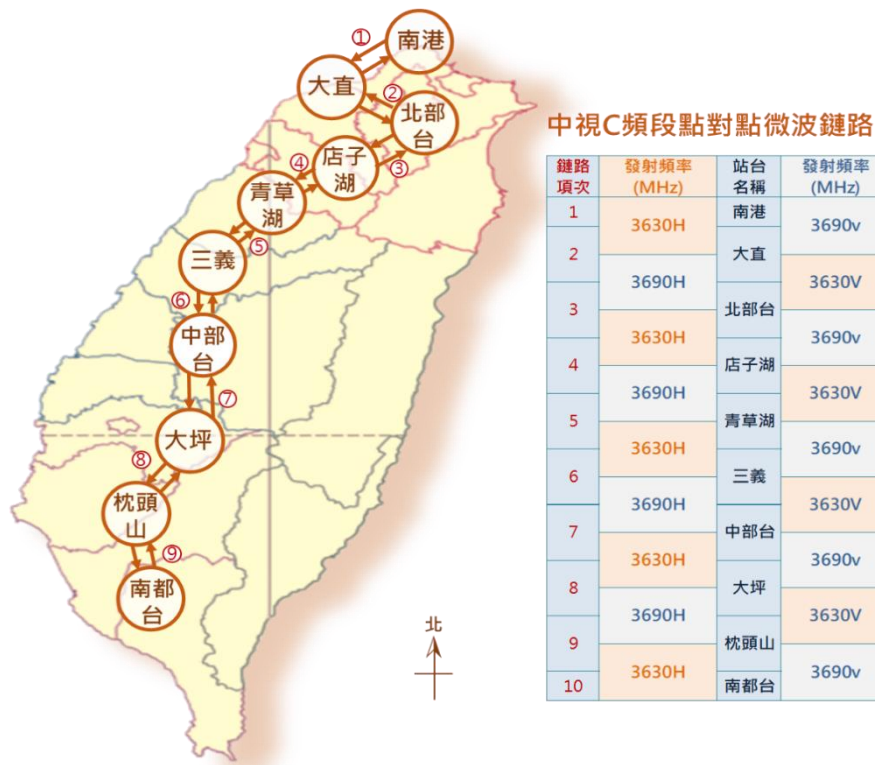 ①
南港
大直
②
北部
台
店子
湖
④
③
青草
湖
⑤
三義
⑥
中部
台
⑦
大坪
⑧
枕頭
山
⑨
南都
台
北
中視C頻段點對點微波鏈路
鏈路
項次
發射頻率
(MHz)
站台
名稱
發射頻率
(MHz)
1
南港
3630H
3690v
2
大直
3690H
3630V
3
北部台
3630H
3690v
4
店子湖
3690H
3630V
5
青草湖
3630H
3690v
6
三義
3690H
3630V
7
中部台
3630H
3690v
8
大坪
3690H
3630V
9
枕頭山
3630H
3690v
10
南都台